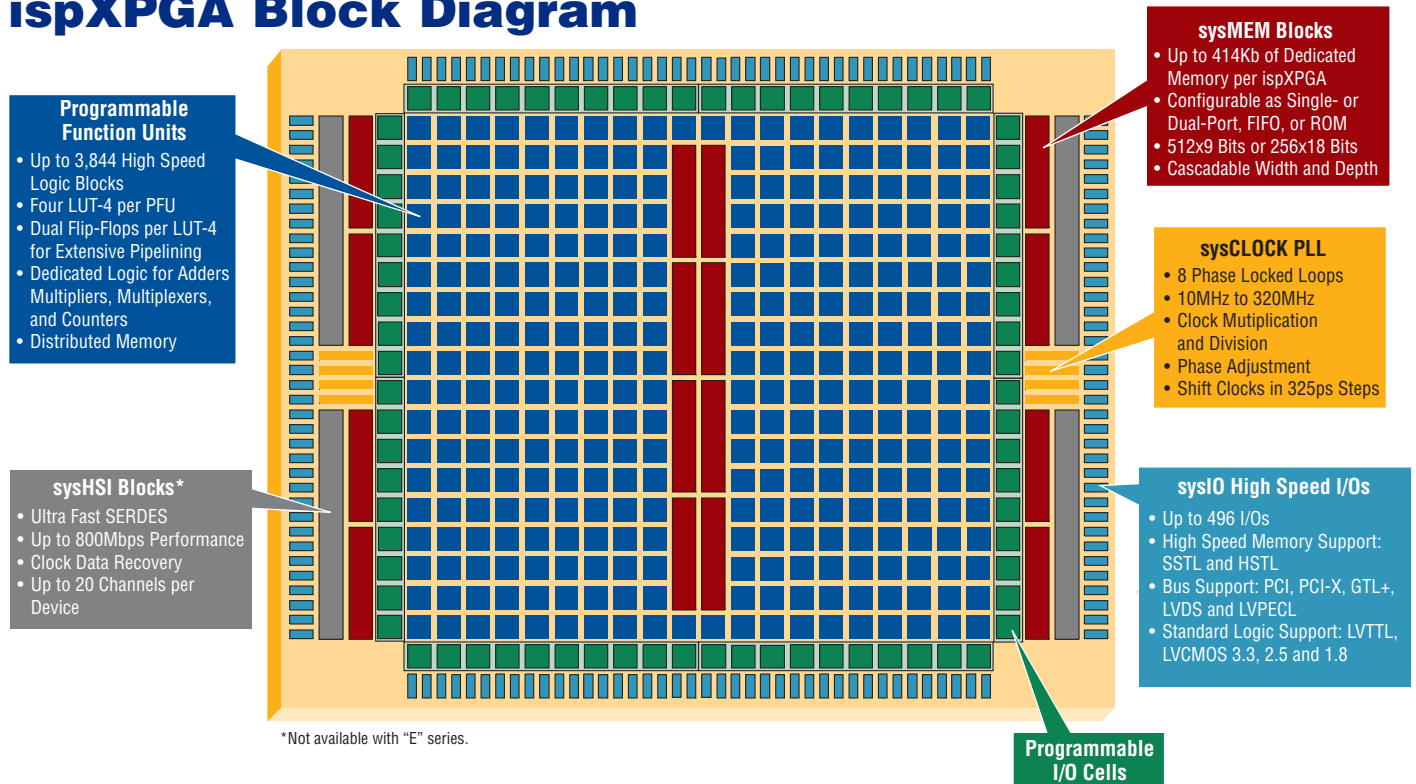 ispXPGA Block Diagram
sysMEM Blocks
• Up to 414Kb of Dedicated
Memory per ispXPGA
• Configurable as Single- or
Dual-Port, FIFO, or ROM
• 512x9 Bits or 256x18 Bits
• Cascadable Width and Depth
Programmable
Function Units
• Up to 3,844 High Speed
Logic Blocks
• Four LUT-4 per PFU
• Dual Flip-Flops per LUT-4
for Extensive Pipelining
• Dedicated Logic for Adders
Multipliers, Multiplexers,
and Counters
• Distributed Memory
sysCLOCK PLL
• 8 Phase Locked Loops
• 10MHz to 320MHz
• Clock Mutiplication
and Division
• Phase Adjustment
• Shift Clocks in 325ps Steps
sysHSI Blocks*
• Ultra Fast SERDES
• Up to 800Mbps Performance
• Clock Data Recovery
• Up to 20 Channels per
Device
sysIO High Speed I/Os
• Up to 496 I/Os
• High Speed Memory Support:
SSTL and HSTL
• Bus Support: PCI, PCI-X, GTL+,
LVDS and LVPECL
• Standard Logic Support: LVTTL,
LVCMOS 3.3, 2.5 and 1.8
*Not available with “E” series.
Programmable
I/O Cells